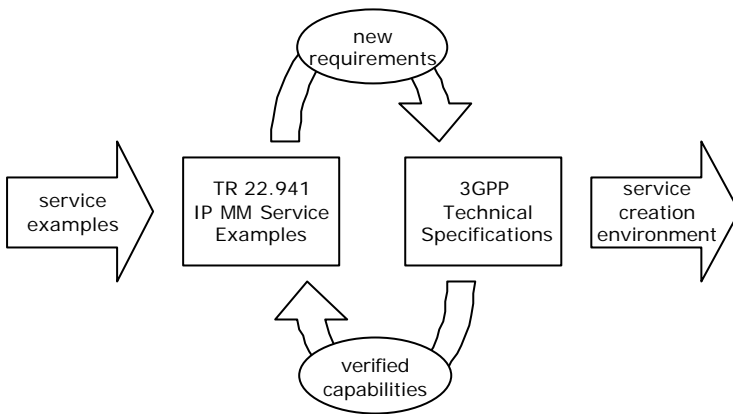 new
requirements
service
examples
TR 22.941
IP MM Service
Examples
3GPP
Technical
Specifications
service
creation
environment
verified
capabilities